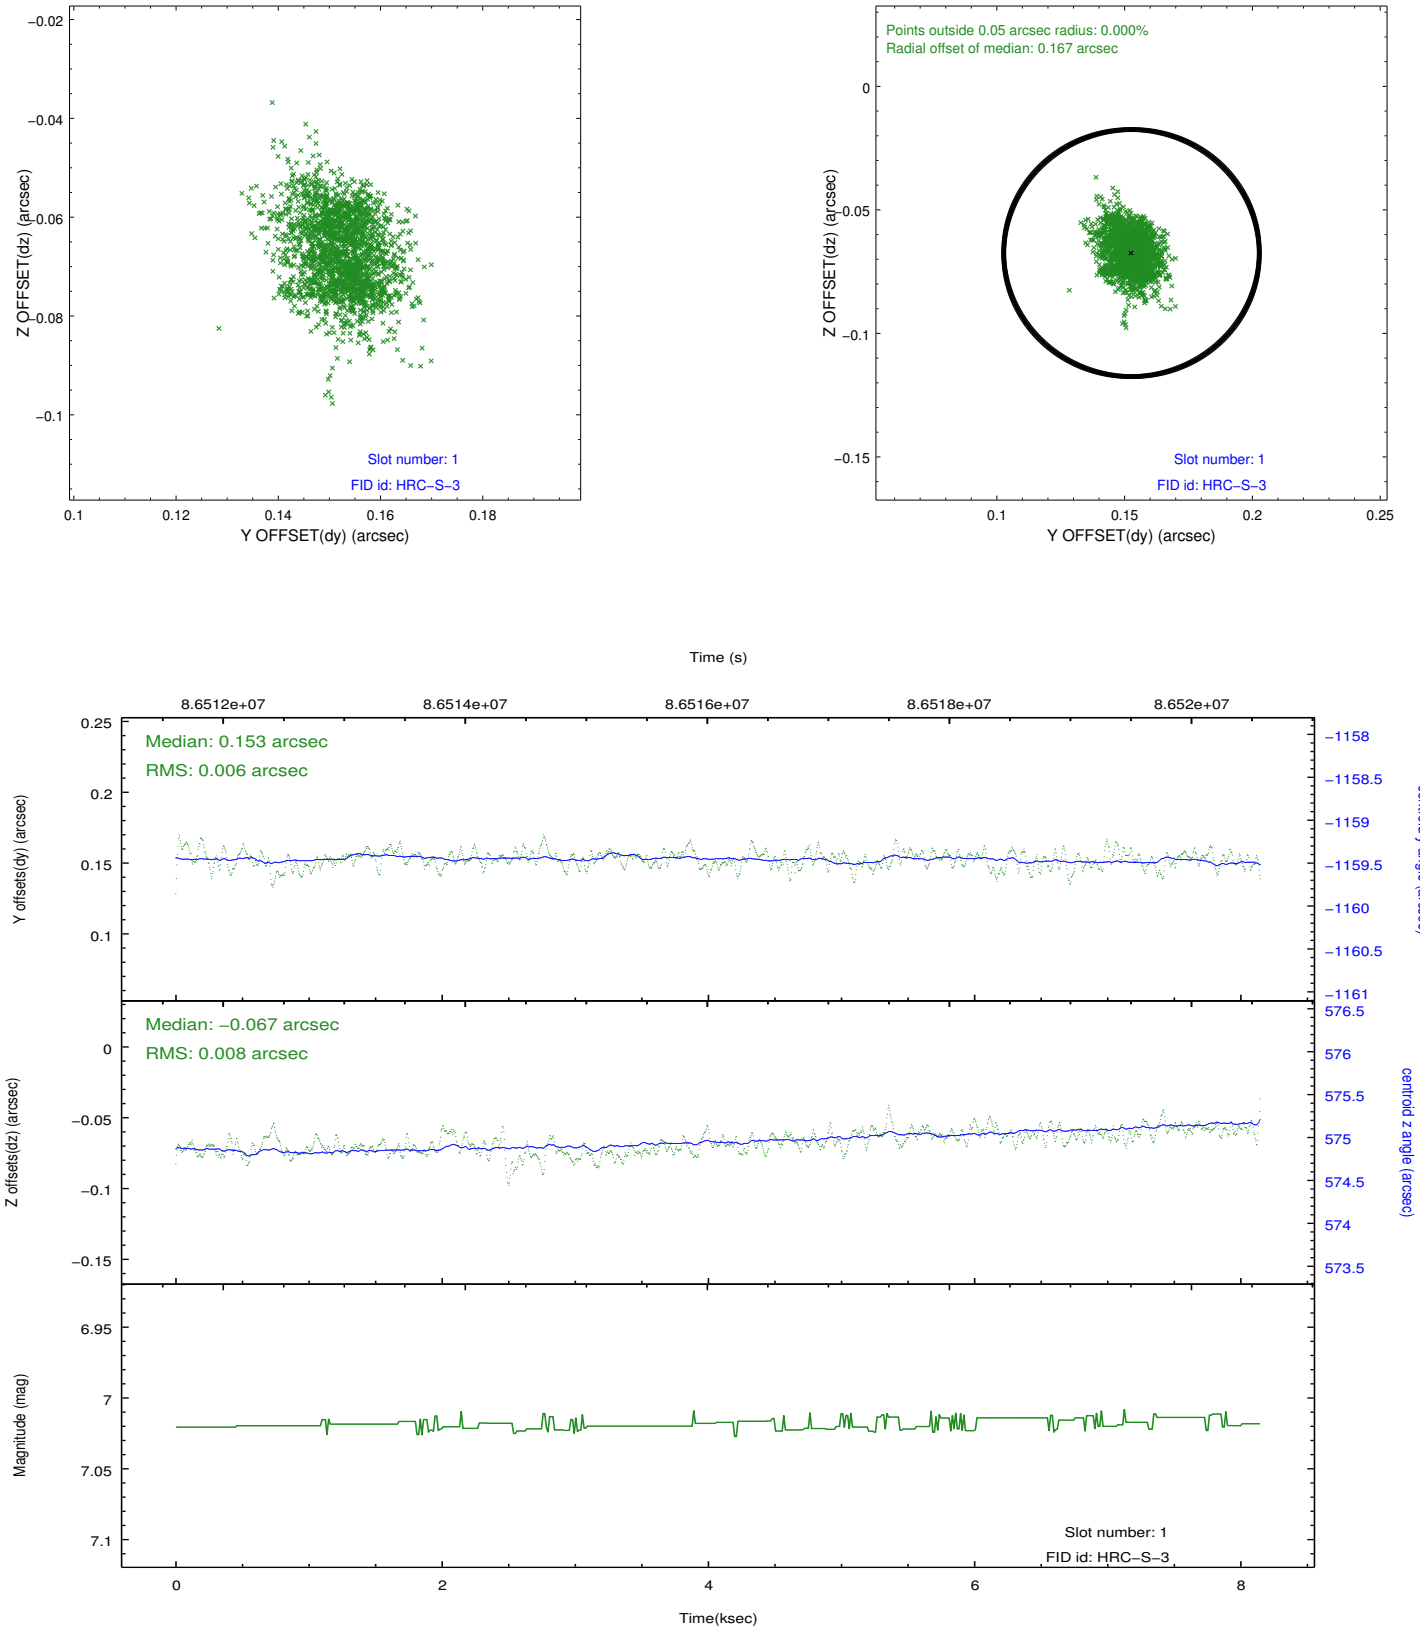 −0.02
−0.04
−0.06
−0.08
−0.1
Z OFFSET(dz) (arcsec)
Slot number: 1
FID id: HRC−S−3
0.1 0.12 0.14 0.16 0.18
Y OFFSET(dy) (arcsec)
Points outside 0.05 arcsec radius: 0.000%
Radial offset of median: 0.167 arcsec
0
−0.05
−0.1
−0.15
Z OFFSET(dz) (arcsec)
Slot number: 1
FID id: HRC−S−3
0.1 0.15 0.2 0.25
Y OFFSET(dy) (arcsec)
Time (s)
8.6512e+07 8.6514e+07 8.6516e+07 8.6518e+07 8.652e+07
0.25
0.2
0.15
0.1
Y offsets(dy) (arcsec)
Median: 0.153 arcsec
RMS: 0.006 arcsec
−1158
−1158.5
−1159
−1159.5
−1160
−1160.5
−1161
0
−0.05
−0.1
−0.15
Z offsets(dz) (arcsec)
Median: −0.067 arcsec
RMS: 0.008 arcsec
576.5
576
575.5
575
574.5
574
573.5
centroid z angle (arcsec)
6.95
7
7.05
7.1
Magnitude (mag)
Slot number: 1
FID id: HRC−S−3
0 2 4 6 8
Time(ksec)